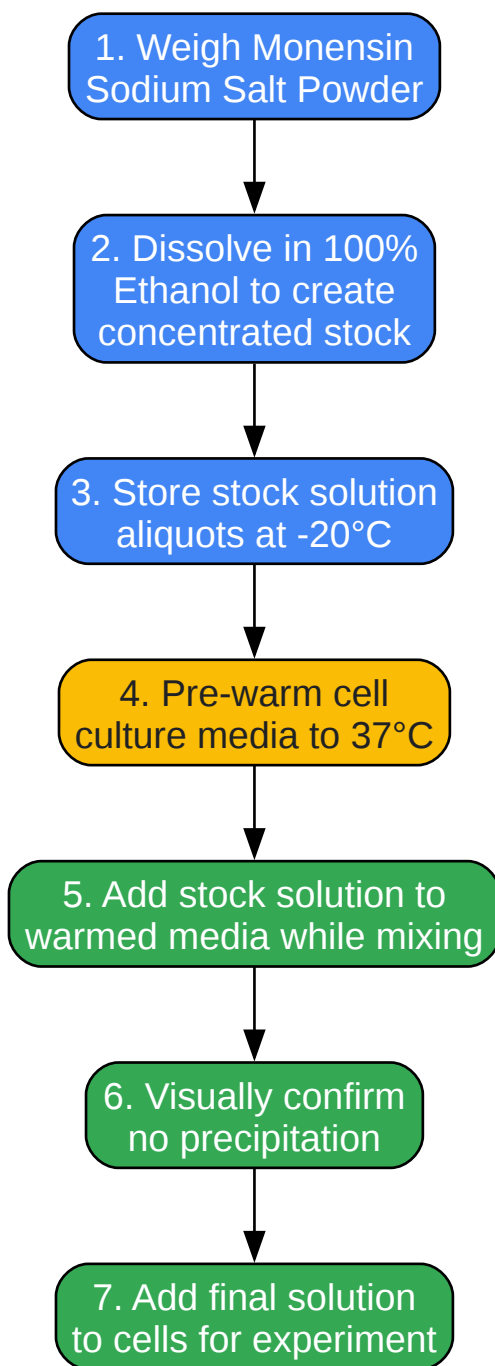 1. Weigh Monensin
Sodium Salt Powder
2. Dissolve in 100%
Ethanol to create
concentrated stock
3. Store stock solution
aliquots at -20°C
4. Pre-warm cell
culture media to 37°C
5. Add stock solution to
warmed media while mixing
6. Visually confirm
no precipitation
7. Add final solution
to cells for experiment